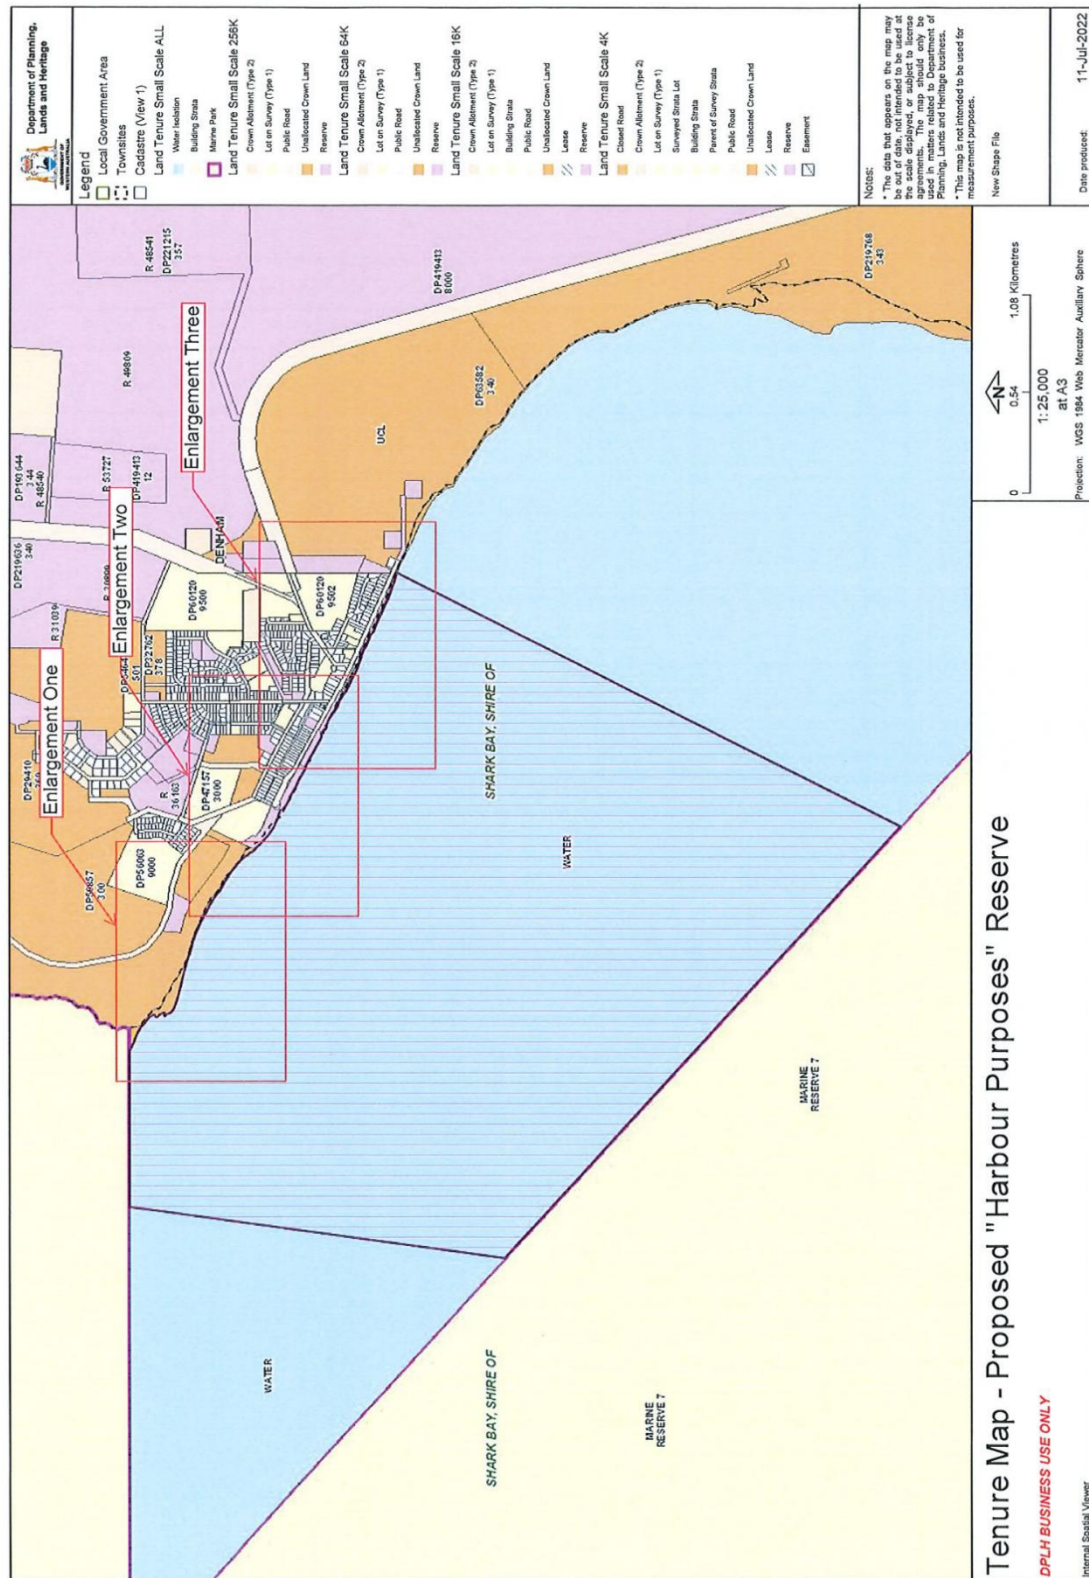 Department of Planning,
Lands and Heritage
GOVERNMENT OF
WESTERN AUSTRALIA
Legend
Local Government Area
Townsites
Cadastre (View 1)
Land Tenure Small Scale ALL
Water Isolation
Building Strata
Marine Park
Land Tenure Small Scale 256K
Crown Allotment (Type 2)
Lot on Survey (Type 1)
Public Road
Unallocated Crown Land
Reserve
Land Tenure Small Scale 64K
Crown Allotment (Type 2)
Lot on Survey (Type 1)
Public Road
Unallocated Crown Land
Reserve
Land Tenure Small Scale 16K
Crown Allotment (Type 2)
Lot on Survey (Type 1)
Building Strata
Public Road
Unallocated Crown Land
Lease
Reserve
Land Tenure Small Scale 4K
Closed Road
Crown Allotment (Type 2)
Lot on Survey (Type 1)
Surveyed Strata Lot
Building Strata
Parent of Survey Strata
Public Road
Unallocated Crown Land
Lease
Reserve
Easement
Notes:
* The data that appears on the map may
be out of date, not intended to be used at
the scale displayed, or subject to license
agreements. The map should only be
used in matters related to Department of
Planning, Lands and Heritage business.
* This map is not intended to be used for
measurement purposes.
New Shape File
Date produced: 11-Jul-2022
Enlargement One
Enlargement Two
Enlargement Three
DP29410
DP56003
9000
300
R
36163
DP47157
3000
501
DP32762
378
R 31039
DP219636
340
DP193644
344
R 48540
R 53727
DP419413
12
R 49809
R 48541
DP221215
357
DP60120
9500
DENHAM
DP60120
9502
UCL
DP419413
8000
DP63582
340
DP219768
343
WATER
SHARK BAY, SHIRE OF
WATER
SHARK BAY, SHIRE OF
MARINE
RESERVE 7
MARINE
RESERVE 7
N
0 0.54 1.08 Kilometres
1: 25,000
at A3
Projection: WGS 1984 Web Mercator Auxiliary Sphere
Tenure Map - Proposed "Harbour Purposes" Reserve
DPLH BUSINESS USE ONLY
Internal Spatial Viewer